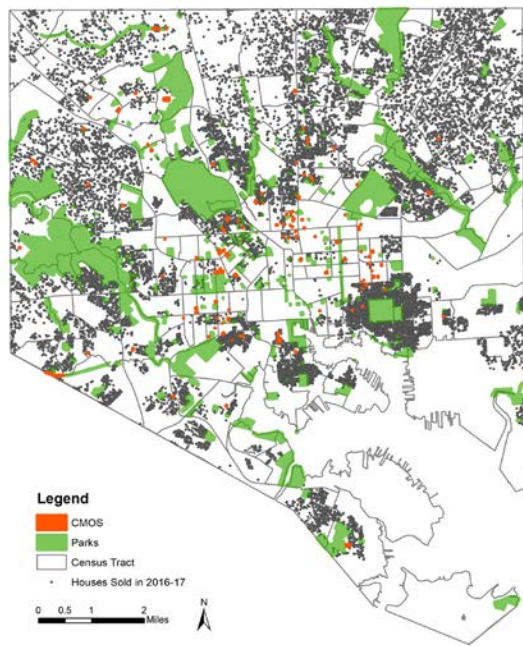 Legend
CMOS
Parks
Census Tract
Houses Sold in 2016-17
0 0.5 1 2
Miles
N